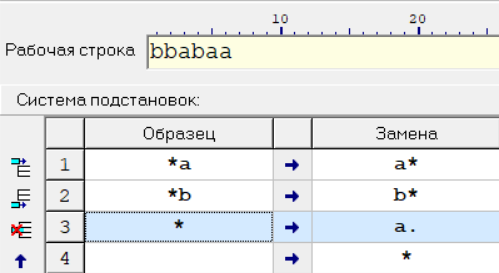 10 20
Рабочая строка bbabaa
Система подстановок:
Образец Замена
1 *a → a*
2 *b → b*
3 * → a.
4 → *